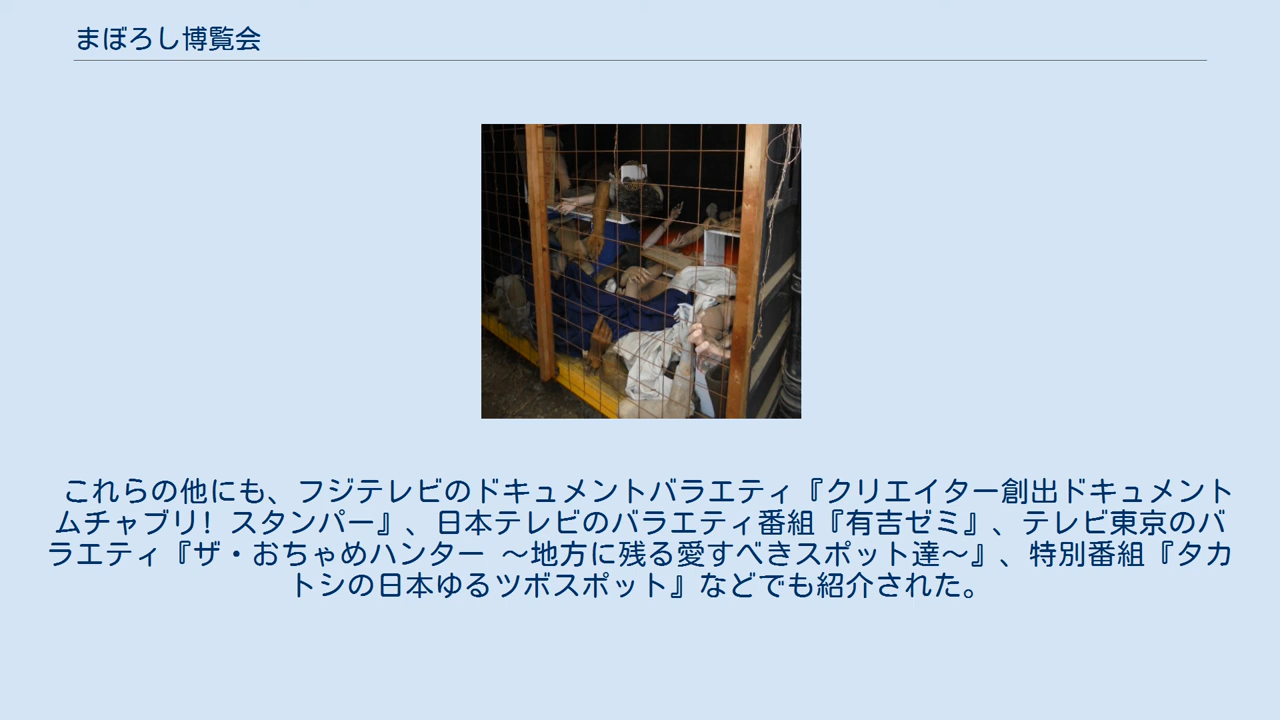 まぼろし博覧会
これらの他にも、フジテレビのドキュメントバラエティ『クリエイター創出ドキュメント
ムチャブリ! スタンパー』、日本テレビのバラエティ番組『有吉ゼミ』、テレビ東京のバ
ラエティ『ザ・おちゃめハンター ～地方に残る愛すべきスポット達～』、特別番組『タカ
トシの日本ゆるツボスポット』などでも紹介された。